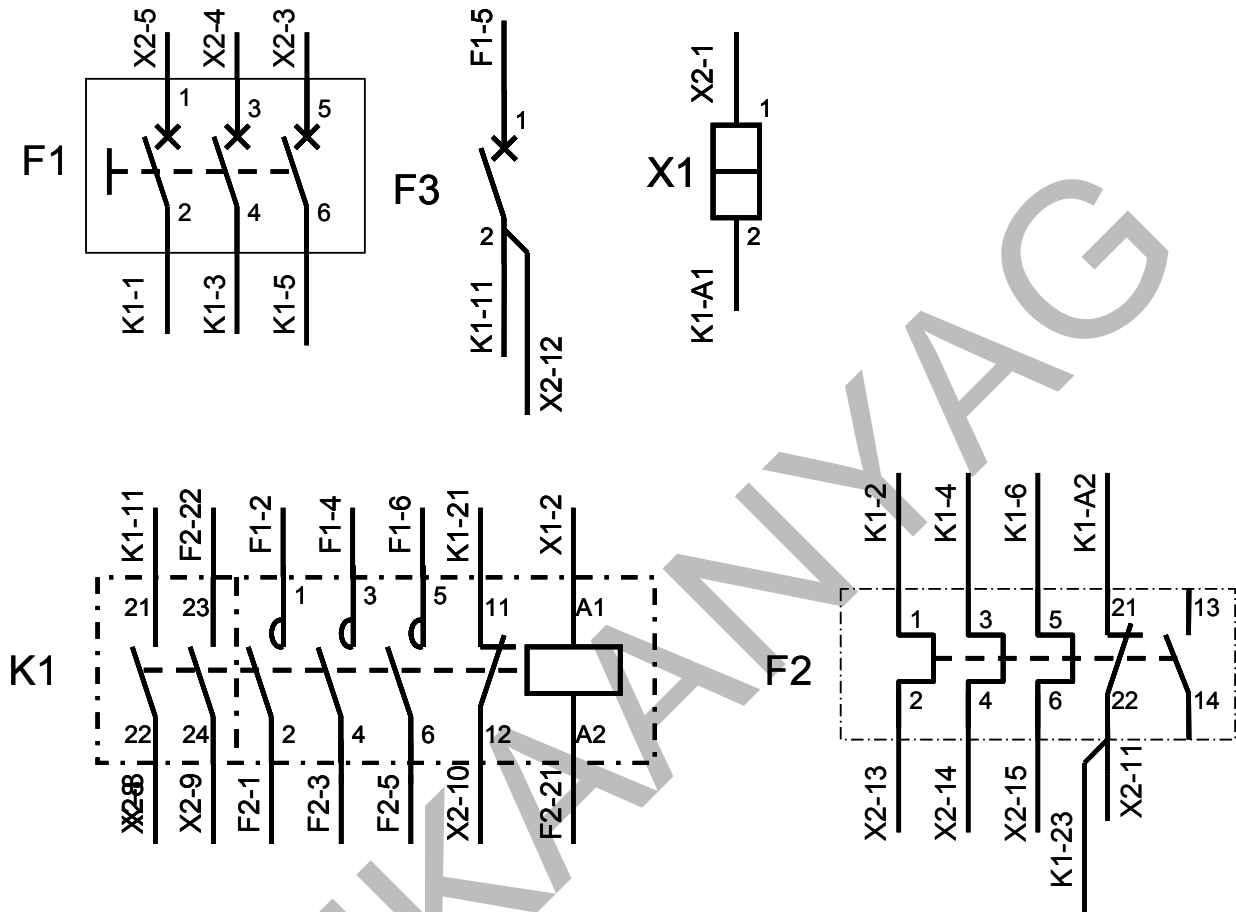 X2-5 X2-4 X2-3
1 3 5
F1
2 4 6
K1-1 K1-3 K1-5
F1-5
1
F3
2
K1-11
X2-12
X2-1
1
X1
2
K1-A1
K1-11 F2-22 F1-2 F1-4 F1-6 K1-21 X1-2
21 23 1 3 5 11 A1
K1
22 24 2 4 6 12 A2
X2-8 X2-9 F2-1 F2-3 F2-5 X2-10 F2-21
K1-2 K1-4 K1-6 K1-A2
1 3 5 21 13
F2
2 4 6 22 14
X2-13 X2-14 X2-15 X2-11
K1-23
KAANYAG